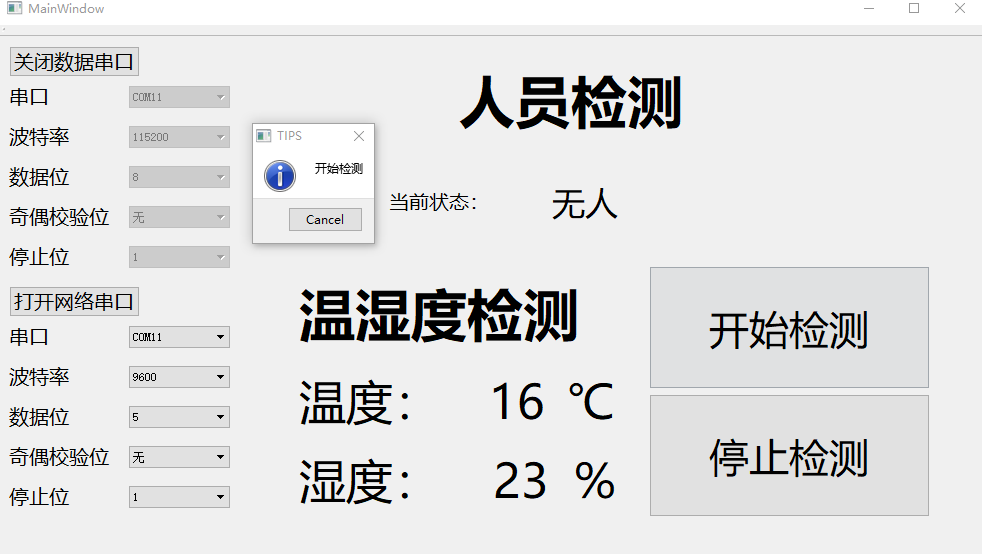 MainWindow
关闭数据串口
串口 COM11
波特率 115200
数据位 8
奇偶校验位 无
停止位 1
打开网络串口
串口 COM11
波特率 9600
数据位 5
奇偶校验位 无
停止位 1
TIPS
开始检测
Cancel
人员检测
当前状态： 无人
温湿度检测
温度： 16 ℃
湿度： 23 %
开始检测
停止检测